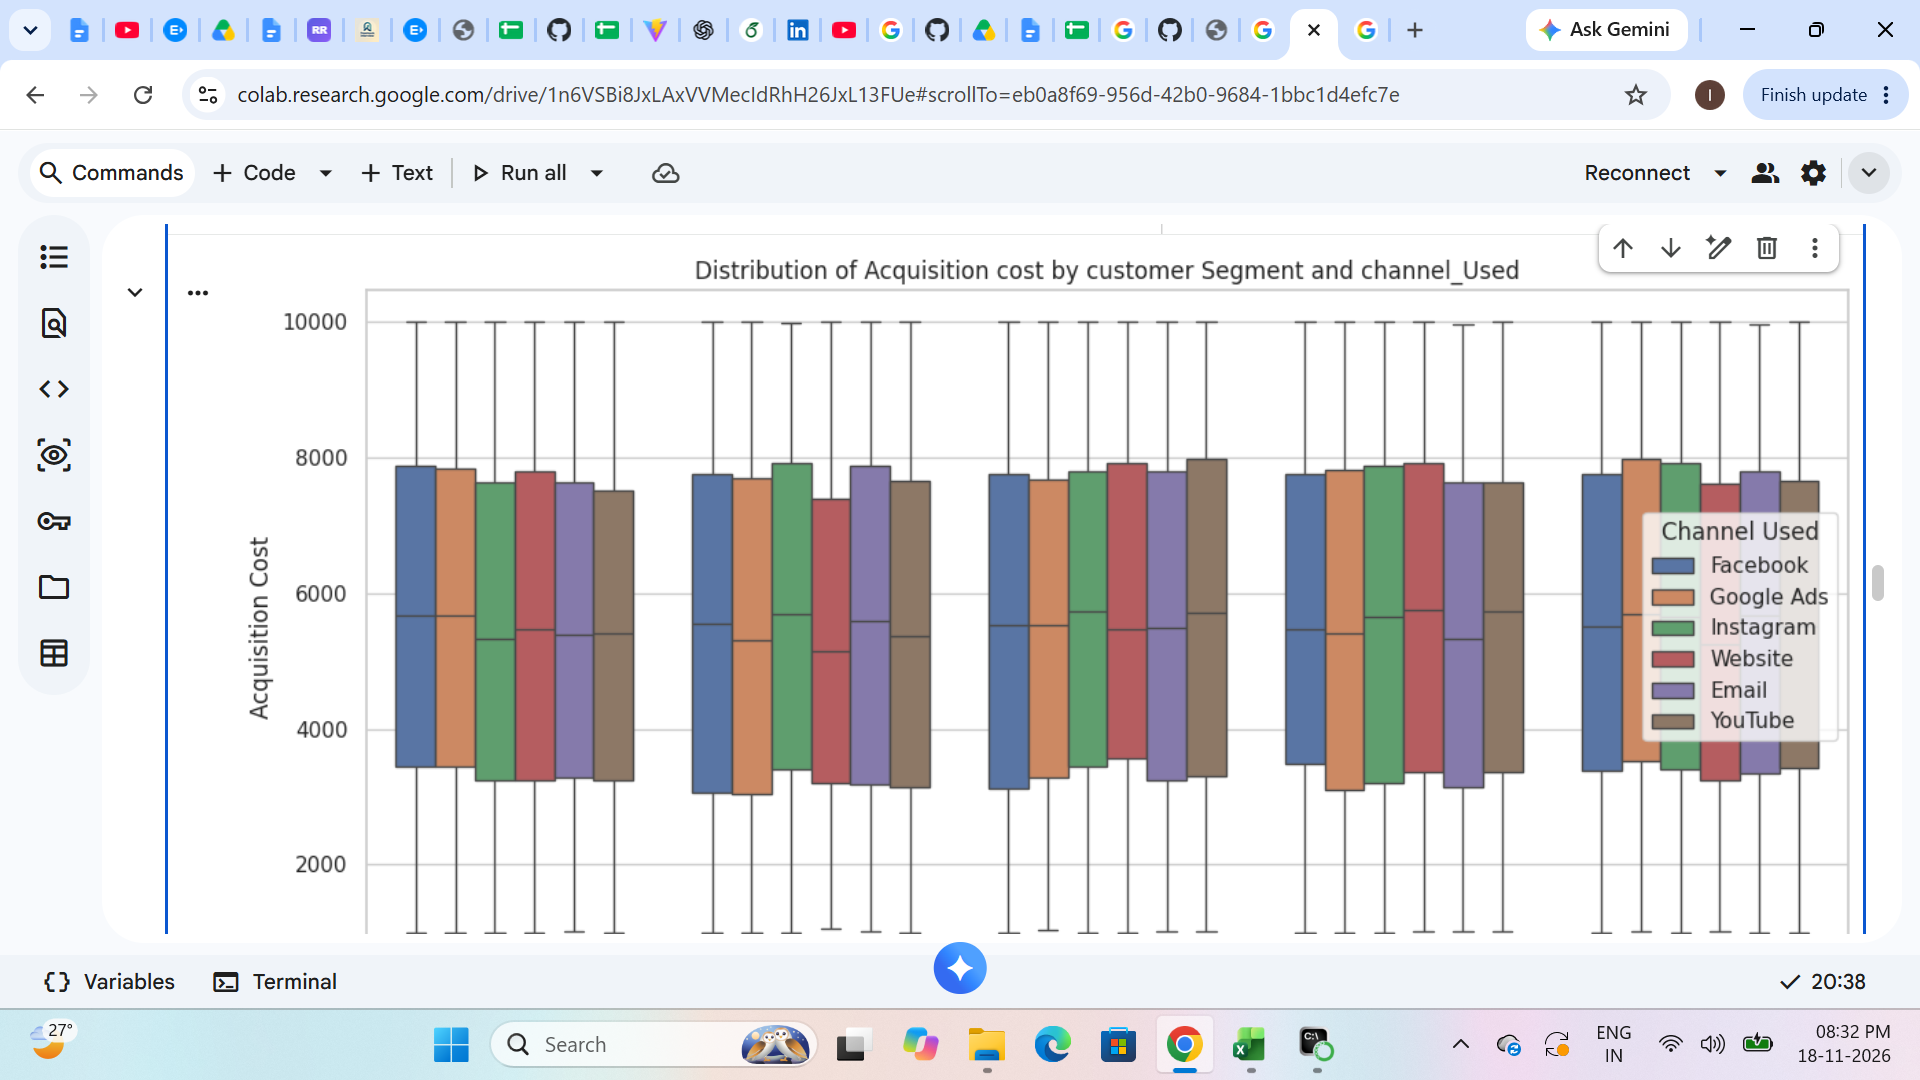 RR
Ask Gemini
colab.research.google.com/drive/1n6VSBi8JxLAxVVMecIdRhH26JxL13FUe#scrollTo=eb0a8f69-956d-42b0-9684-1bbc1d4efc7e
I
Finish update
Commands
Code
Text
Run all
Reconnect
Distribution of Acquisition cost by customer Segment and channel_Used
10000
8000
6000
4000
2000
Acquisition Cost
Channel Used
Facebook
Google Ads
Instagram
Website
Email
YouTube
Variables
Terminal
20:38
27°
Search
ENG
IN
08:32 PM
18-11-2026